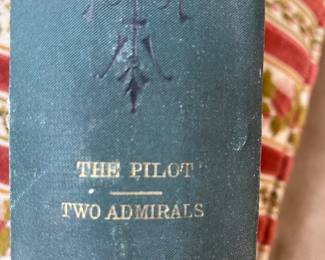 THE PILOT
TWO ADMIRALS